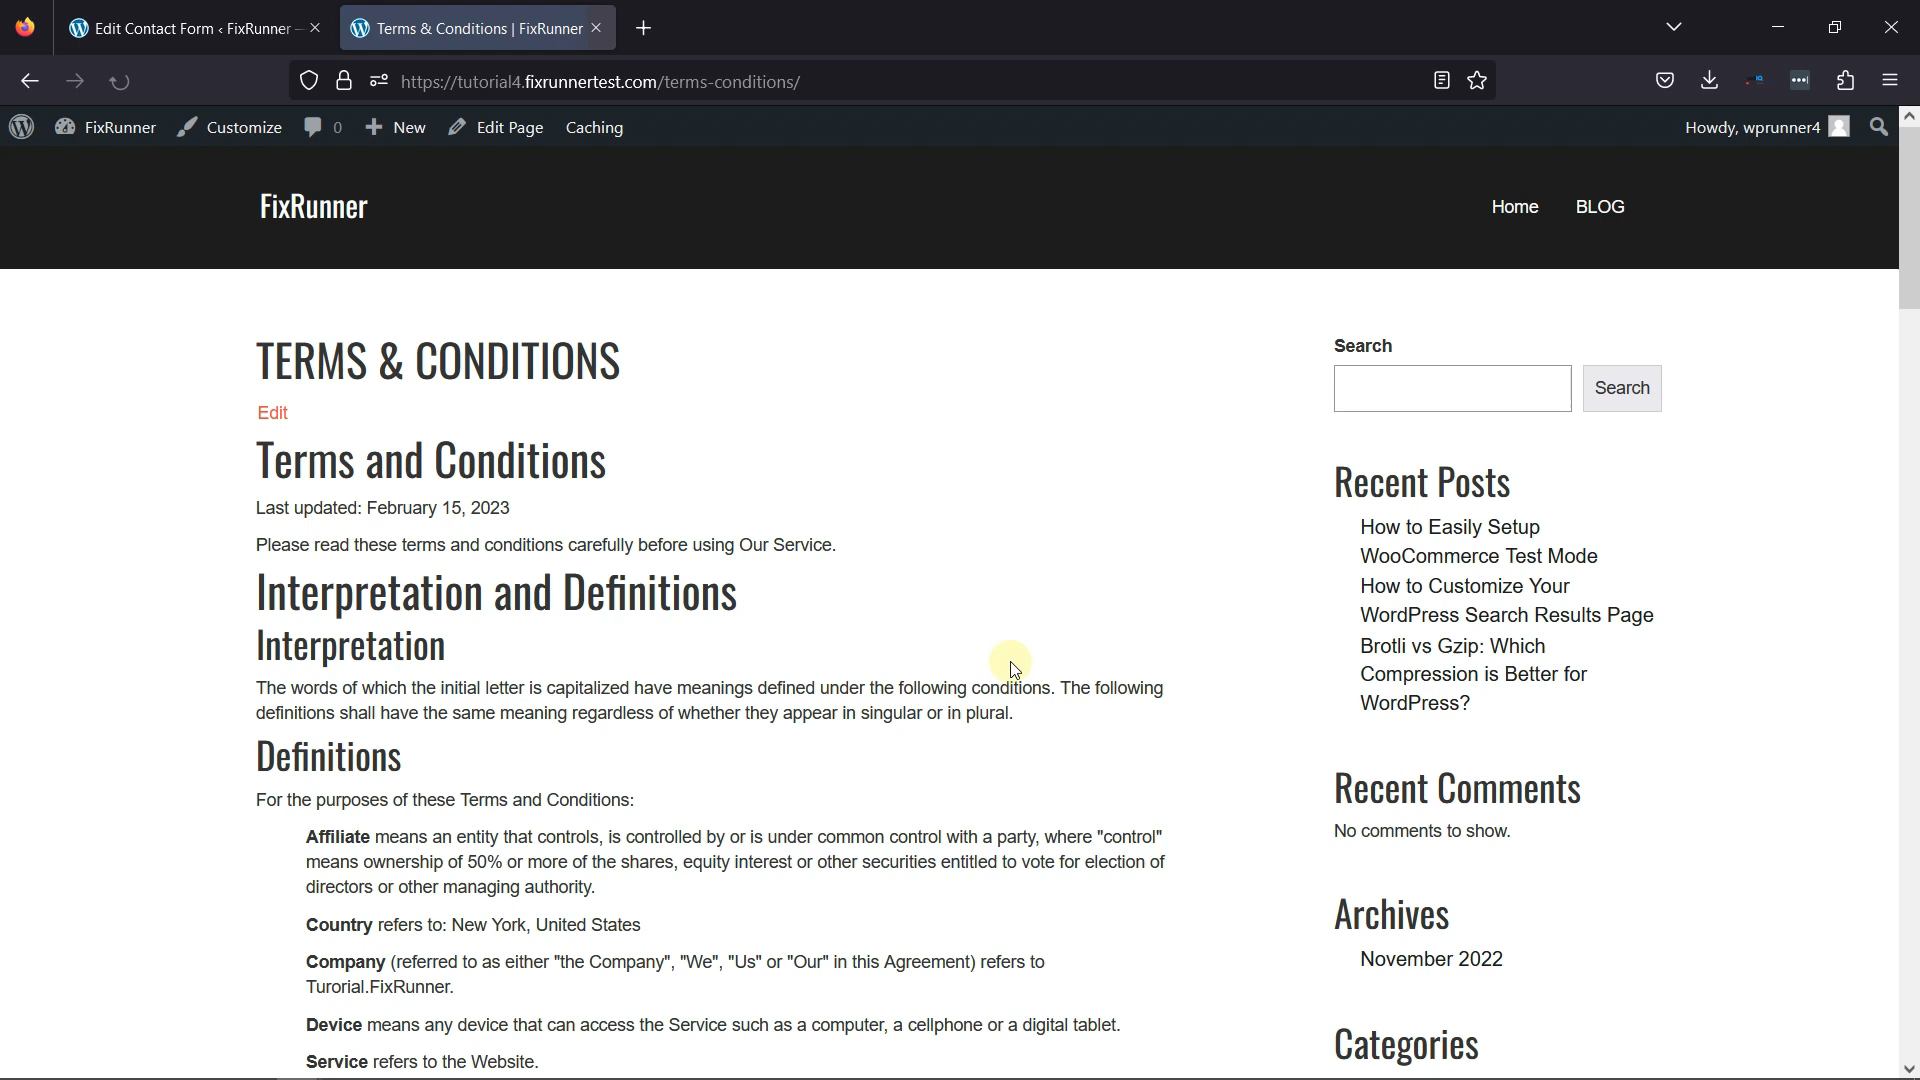 Edit Contact Form ‹ FixRunner —
Terms & Conditions | FixRunner
https://tutorial4.fixrunnertest.com/terms-conditions/
FixRunner Customize 0 New Edit Page Caching Howdy, wprunner4
FixRunner
Home BLOG
TERMS & CONDITIONS
Edit
Terms and Conditions
Last updated: February 15, 2023
Please read these terms and conditions carefully before using Our Service.
Interpretation and Definitions
Interpretation
The words of which the initial letter is capitalized have meanings defined under the following conditions. The following
definitions shall have the same meaning regardless of whether they appear in singular or in plural.
Definitions
For the purposes of these Terms and Conditions:
Affiliate means an entity that controls, is controlled by or is under common control with a party, where "control"
means ownership of 50% or more of the shares, equity interest or other securities entitled to vote for election of
directors or other managing authority.
Country refers to: New York, United States
Company (referred to as either "the Company", "We", "Us" or "Our" in this Agreement) refers to
Turorial.FixRunner.
Device means any device that can access the Service such as a computer, a cellphone or a digital tablet.
Service refers to the Website.
Search
Search
Recent Posts
How to Easily Setup
WooCommerce Test Mode
How to Customize Your
WordPress Search Results Page
Brotli vs Gzip: Which
Compression is Better for
WordPress?
Recent Comments
No comments to show.
Archives
November 2022
Categories